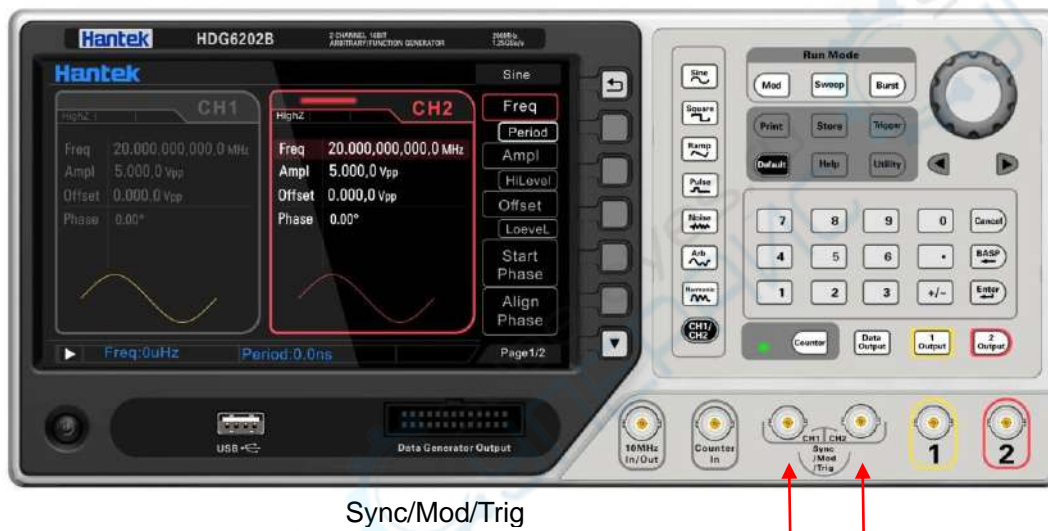 Hantek HDG6202B 2 CHANNEL 16BIT ARBITRARY/FUNCTION GENERATOR 200MHz 1.25GSa/s
Hantek
Sine
CH1
HighZ
Freq 20.000,000,000,0 MHz
Ampl 5.000,0 Vpp
Offset 0.000,0 Vpp
Phase 0.00°
CH2
HighZ
Freq 20.000,000,000,0 MHz
Ampl 5.000,0 Vpp
Offset 0.000,0 Vpp
Phase 0.00°
Freq
Period
Ampl
HiLevel
Offset
LoeveL
Start
Phase
Align
Phase
Freq:0uHz Period:0.0ns Page1/2
Sine
Square
Ramp
Pulse
Noise
Arb
Harmonic
CH1/
CH2
Run Mode
Mod Sweep Burst
Print Store Trigger
Default Help Utility
7 8 9 0 Cancel
4 5 6 . BASP
1 2 3 +/- Enter
Counter
Data
Output
1
Output
2
Output
USB
Data Generator Output
10MHz
In/Out
Counter
In
CH1 CH2
Sync
/Mod
/Trig
1
2
Sync/Mod/Trig